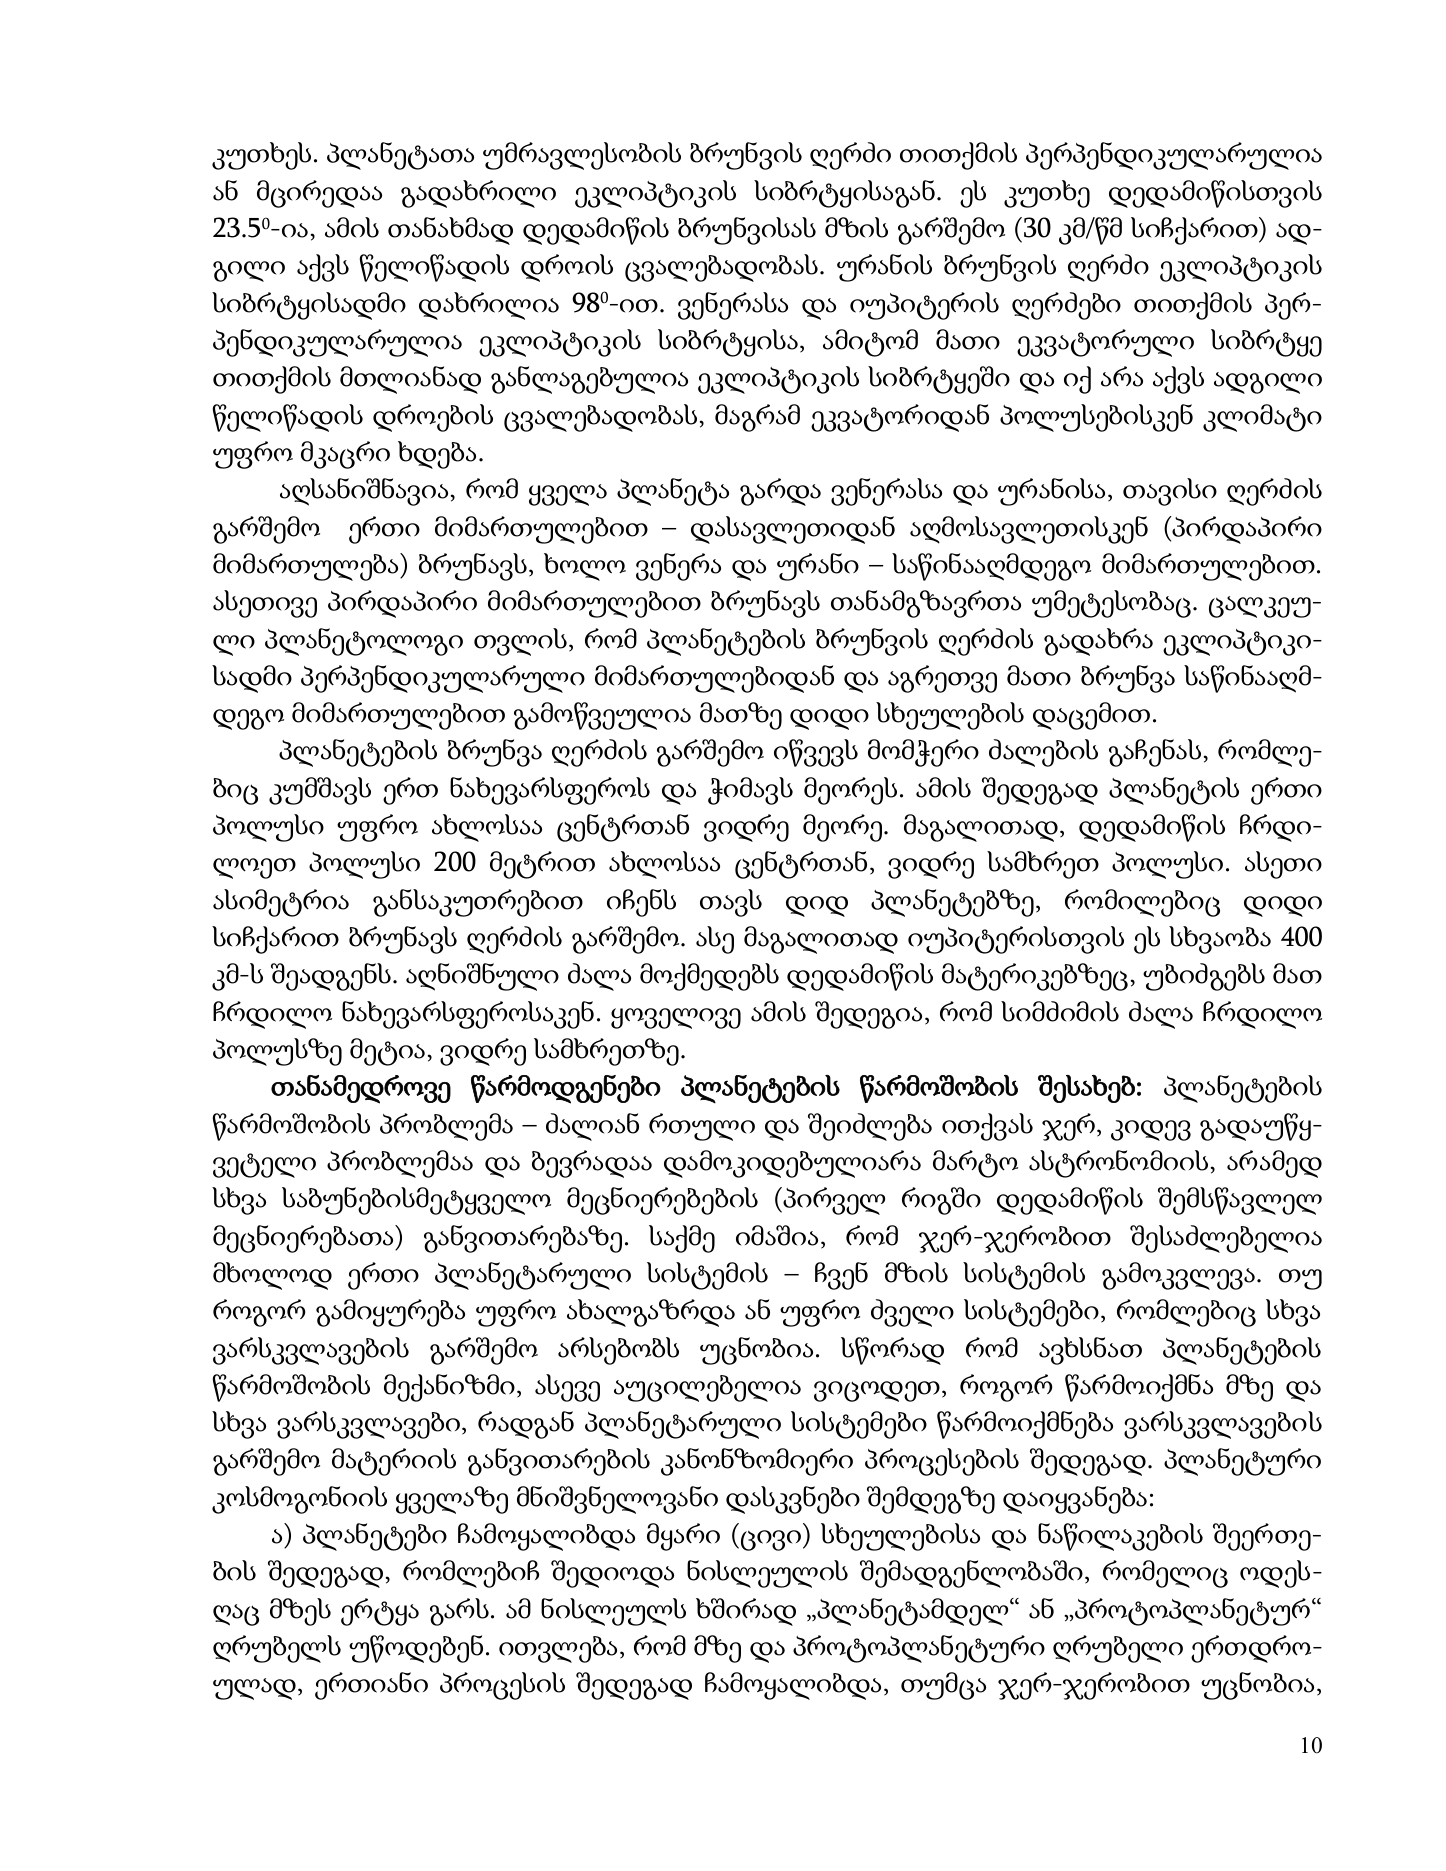 კუთხეს. პლანეტათა უმრავლესობის ბრუნვის ღერძი თითქმის პერპენდიკულარულია
ან მცირედაა გადახრილი ეკლიპტიკის სიბრტყისაგან. ეს კუთხე დედამიწისთვის
23.5⁰-ია, ამის თანახმად დედამიწის ბრუნვისას მზის გარშემო (30 კმ/წმ სიჩქარით) ად-
გილი აქვს წელიწადის დროის ცვალებადობას. ურანის ბრუნვის ღერძი ეკლიპტიკის
სიბრტყისადმი დახრილია 98⁰-ით. ვენერასა და იუპიტერის ღერძები თითქმის პერ-
პენდიკულარულია ეკლიპტიკის სიბრტყისა, ამიტომ მათი ეკვატორული სიბრტყე
თითქმის მთლიანად განლაგებულია ეკლიპტიკის სიბრტყეში და იქ არა აქვს ადგილი
წელიწადის დროების ცვალებადობას, მაგრამ ეკვატორიდან პოლუსებისკენ კლიმატი
უფრო მკაცრი ხდება.
აღსანიშნავია, რომ ყველა პლანეტა გარდა ვენერასა და ურანისა, თავისი ღერძის
გარშემო ერთი მიმართულებით – დასავლეთიდან აღმოსავლეთისკენ (პირდაპირი
მიმართულება) ბრუნავს, ხოლო ვენერა და ურანი – საწინააღმდეგო მიმართულებით.
ასეთივე პირდაპირი მიმართულებით ბრუნავს თანამგზავრთა უმეტესობაც. ცალკეუ-
ლი პლანეტოლოგი თვლის, რომ პლანეტების ბრუნვის ღერძის გადახრა ეკლიპტიკი-
სადმი პერპენდიკულარული მიმართულებიდან და აგრეთვე მათი ბრუნვა საწინააღმ-
დეგო მიმართულებით გამოწვეულია მათზე დიდი სხეულების დაცემით.
პლანეტების ბრუნვა ღერძის გარშემო იწვევს მომჭერი ძალების გაჩენას, რომლე-
ბიც კუმშავს ერთ ნახევარსფეროს და ჭიმავს მეორეს. ამის შედეგად პლანეტის ერთი
პოლუსი უფრო ახლოსაა ცენტრთან ვიდრე მეორე. მაგალითად, დედამიწის ჩრდი-
ლოეთ პოლუსი 200 მეტრით ახლოსაა ცენტრთან, ვიდრე სამხრეთ პოლუსი. ასეთი
ასიმეტრია განსაკუთრებით იჩენს თავს დიდ პლანეტებზე, რომილებიც დიდი
სიჩქარით ბრუნავს ღერძის გარშემო. ასე მაგალითად იუპიტერისთვის ეს სხვაობა 400
კმ-ს შეადგენს. აღნიშნული ძალა მოქმედებს დედამიწის მატერიკებზეც, უბიძგებს მათ
ჩრდილო ნახევარსფეროსაკენ. ყოველივე ამის შედეგია, რომ სიმძიმის ძალა ჩრდილო
პოლუსზე მეტია, ვიდრე სამხრეთზე.
თანამედროვე წარმოდგენები პლანეტების წარმოშობის შესახებ: პლანეტების
წარმოშობის პრობლემა – ძალიან რთული და შეიძლება ითქვას ჯერ, კიდევ გადაუწყ-
ვეტელი პრობლემაა და ბევრადაა დამოკიდებულიარა მარტო ასტრონომიის, არამედ
სხვა საბუნებისმეტყველო მეცნიერებების (პირველ რიგში დედამიწის შემსწავლელ
მეცნიერებათა) განვითარებაზე. საქმე იმაშია, რომ ჯერ-ჯერობით შესაძლებელია
მხოლოდ ერთი პლანეტარული სისტემის – ჩვენ მზის სისტემის გამოკვლევა. თუ
როგორ გამიყურება უფრო ახალგაზრდა ან უფრო ძველი სისტემები, რომლებიც სხვა
ვარსკვლავების გარშემო არსებობს უცნობია. სწორად რომ ავხსნათ პლანეტების
წარმოშობის მექანიზმი, ასევე აუცილებელია ვიცოდეთ, როგორ წარმოიქმნა მზე და
სხვა ვარსკვლავები, რადგან პლანეტარული სისტემები წარმოიქმნება ვარსკვლავების
გარშემო მატერიის განვითარების კანონზომიერი პროცესების შედეგად. პლანეტური
კოსმოგონიის ყველაზე მნიშვნელოვანი დასკვნები შემდეგზე დაიყვანება:
ა) პლანეტები ჩამოყალიბდა მყარი (ცივი) სხეულებისა და ნაწილაკების შეერთე-
ბის შედეგად, რომლებიჩ შედიოდა ნისლეულის შემადგენლობაში, რომელიც ოდეს-
ღაც მზეს ერტყა გარს. ამ ნისლეულს ხშირად „პლანეტამდელ“ ან „პროტოპლანეტურ“
ღრუბელს უწოდებენ. ითვლება, რომ მზე და პროტოპლანეტური ღრუბელი ერთდრო-
ულად, ერთიანი პროცესის შედეგად ჩამოყალიბდა, თუმცა ჯერ-ჯერობით უცნობია,
10